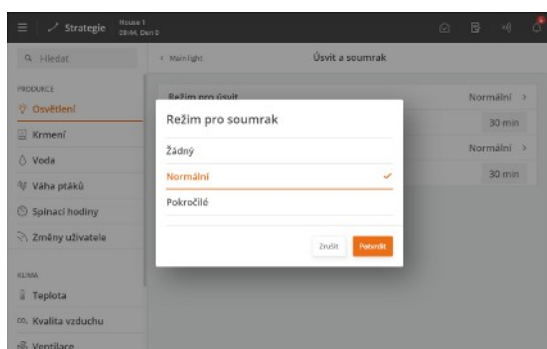 Strategie
House 1
08:44, Den 0
Hledat
Main light
Úsvit a soumrak
PRODUKCE
Osvětlení
Krmení
Voda
Váha ptáků
Spínací hodiny
Změny uživatele
KLIMA
Teplota
Kvalita vzduchu
Ventilace
Režim pro úsvit
Normální
30 min
Normální
30 min
Režim pro soumrak
Žádný
Normální
Pokročilé
Zrušit
Potvrdit